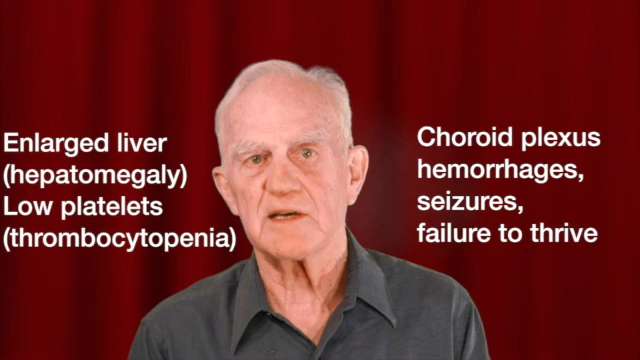 Enlarged liver
(hepatomegaly)
Low platelets
(thrombocytopenia)
Choroid plexus
hemorrhages,
seizures,
failure to thrive